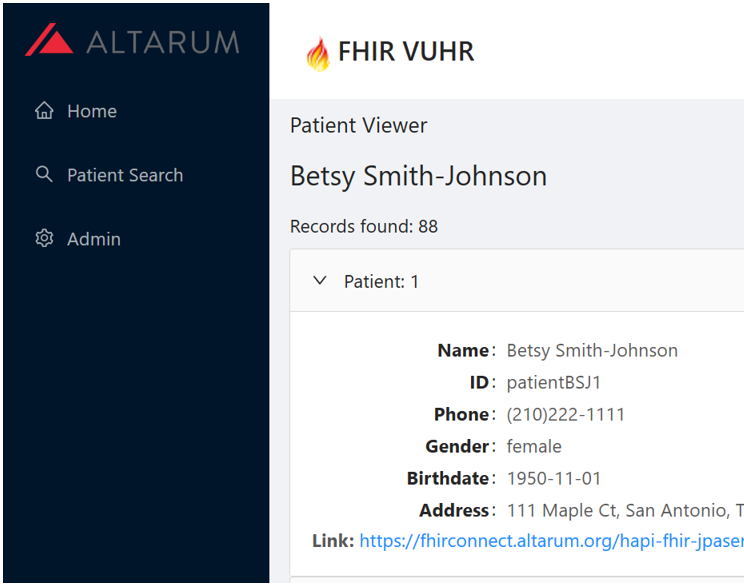 ALTARUM
Home
Patient Search
Admin
FHIR VUHR
Patient Viewer
Betsy Smith-Johnson
Records found: 88
Patient: 1
Name: Betsy Smith-Johnson
ID: patientBSJ1
Phone: (210)222-1111
Gender: female
Birthdate: 1950-11-01
Address: 111 Maple Ct, San Antonio, T
Link: https://fhirconnect.altarum.org/hapi-fhir-jpaser